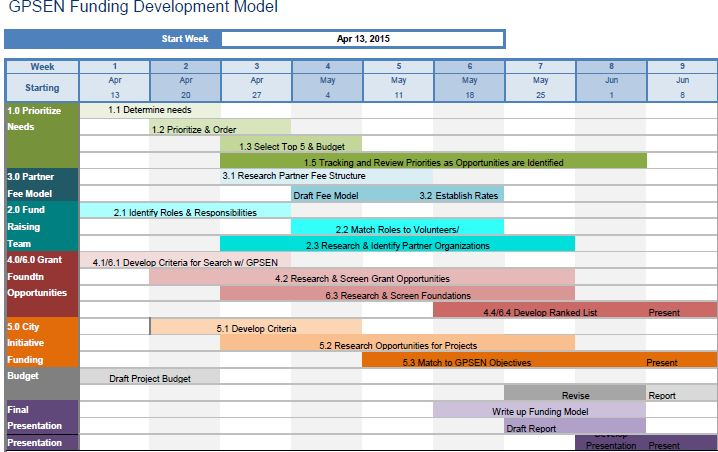 GPSEN Funding Development Model
Start Week Apr 13, 2015
Week 1 2 3 4 5 6 7 8 9
Starting Apr 13 Apr 20 Apr 27 May 4 May 11 May 18 May 25 Jun 1 Jun 8
1.0 Prioritize Needs
1.1 Determine needs
1.2 Prioritize & Order
1.3 Select Top 5 & Budget
1.5 Tracking and Review Priorities as Opportunities are Identified
3.0 Partner Fee Model
3.1 Research Partner Fee Structure
Draft Fee Model 3.2 Establish Rates
2.0 Fund Raising Team
2.1 Identify Roles & Responsibilities
2.2 Match Roles to Volunteers/
2.3 Research & Identify Partner Organizations
4.0/6.0 Grant Foundtn Opportunities
4.1/6.1 Develop Criteria for Search w/ GPSEN
4.2 Research & Screen Grant Opportunities
6.3 Research & Screen Foundations
4.4/6.4 Develop Ranked List Present
5.0 City Initiative Funding
5.1 Develop Criteria
5.2 Research Opportunities for Projects
5.3 Match to GPSEN Objectives Present
Budget
Draft Project Budget
Revise Report
Final Presentation
Write up Funding Model
Draft Report
Presentation
Develop
Presentation Present